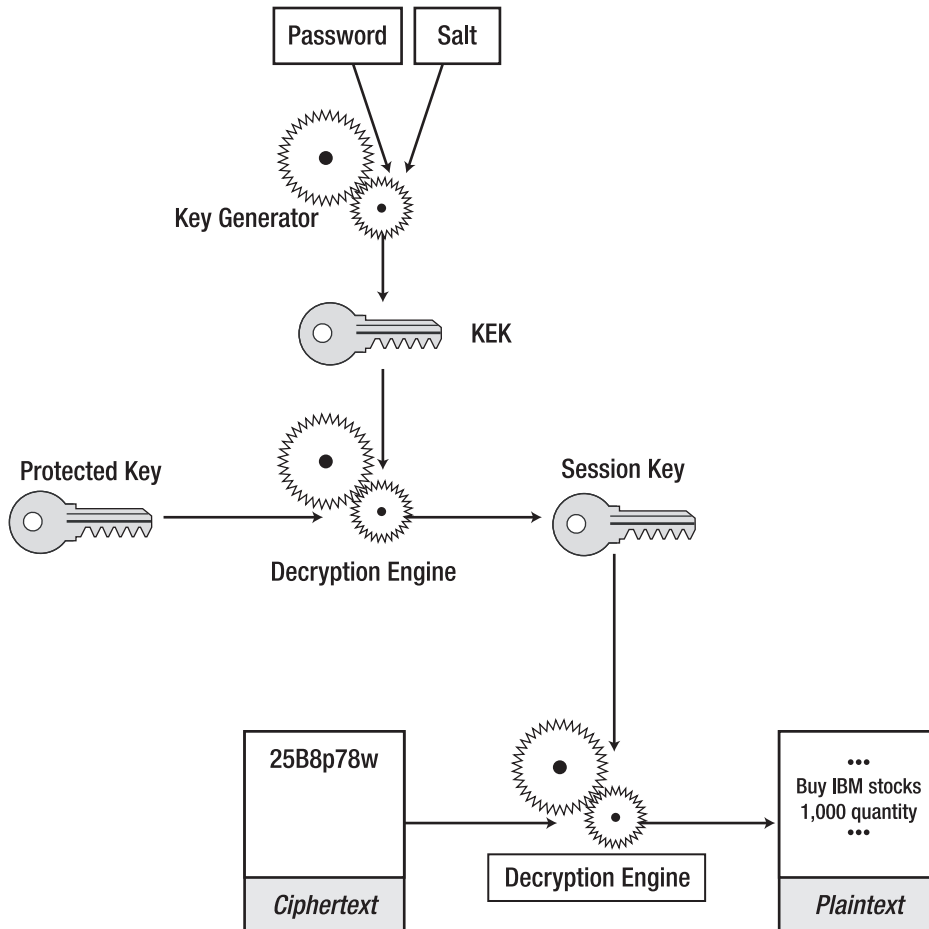 Password
Salt
Key Generator
KEK
Protected Key
Session Key
Decryption Engine
25B8p78w
•••
Buy IBM stocks
1,000 quantity
•••
Decryption Engine
Ciphertext
Plaintext